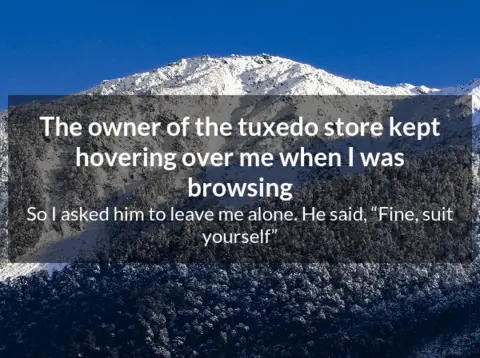 The owner of the tuxedo store kept
hovering over me when I was
browsing
So I asked him to leave me alone. He said, “Fine, suit
yourself”